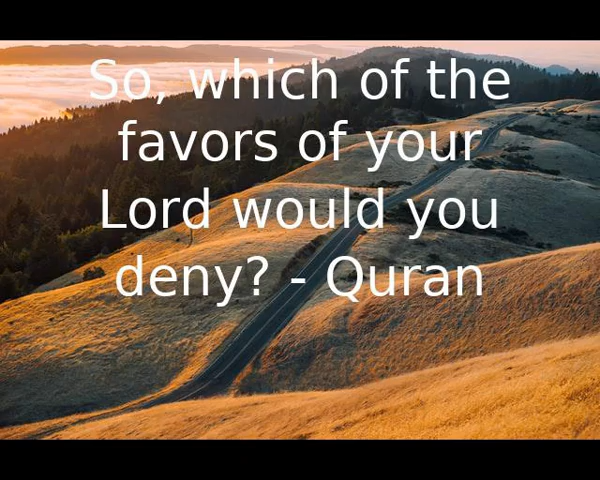 So, which of the
favors of your
Lord would you
deny? - Quran